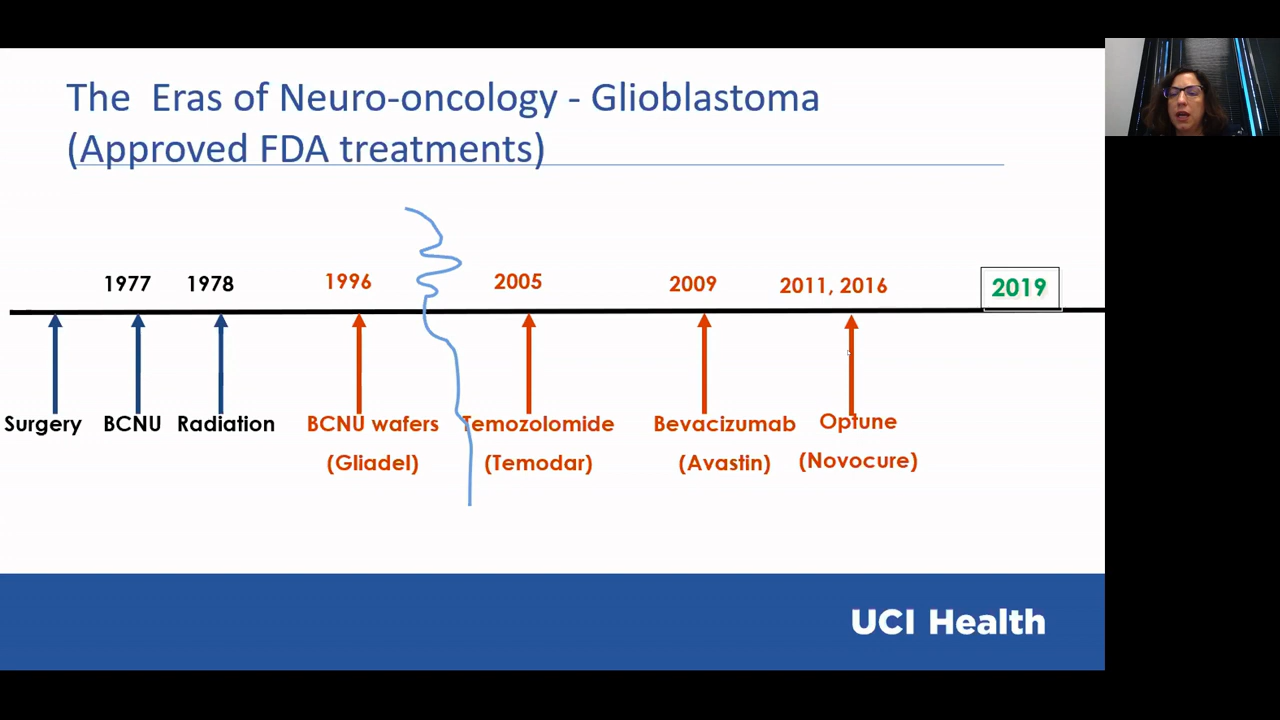 The Eras of Neuro-oncology - Glioblastoma
(Approved FDA treatments)
1977 1978 1996 2005 2009 2011, 2016 2019
Surgery BCNU Radiation BCNU wafers Temozolomide Bevacizumab Optune
(Gliadel) (Temodar) (Avastin) (Novocure)
UCI Health